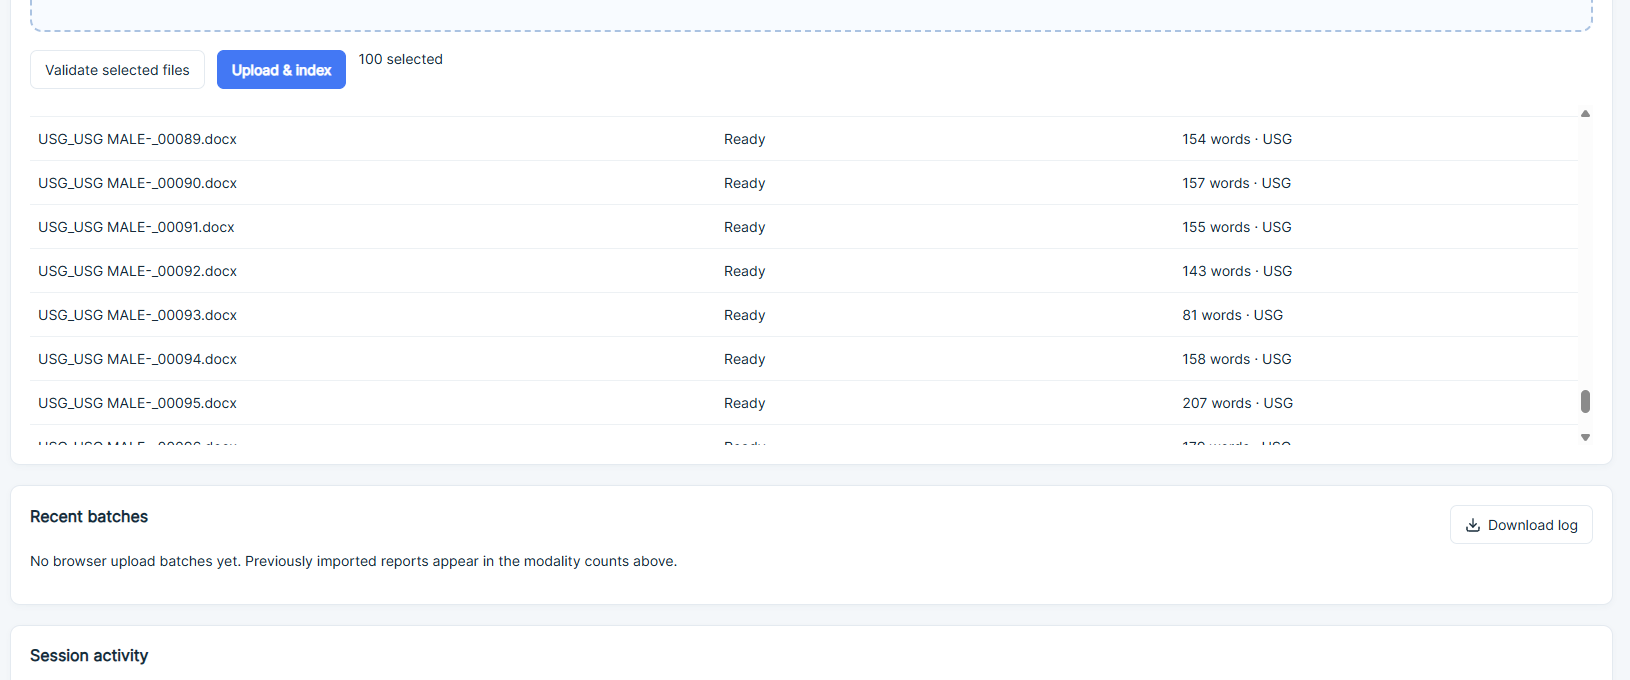 Validate selected files Upload & index 100 selected
USG_USG MALE-_00089.docx Ready 154 words · USG
USG_USG MALE-_00090.docx Ready 157 words · USG
USG_USG MALE-_00091.docx Ready 155 words · USG
USG_USG MALE-_00092.docx Ready 143 words · USG
USG_USG MALE-_00093.docx Ready 81 words · USG
USG_USG MALE-_00094.docx Ready 158 words · USG
USG_USG MALE-_00095.docx Ready 207 words · USG
Recent batches
Download log
No browser upload batches yet. Previously imported reports appear in the modality counts above.
Session activity